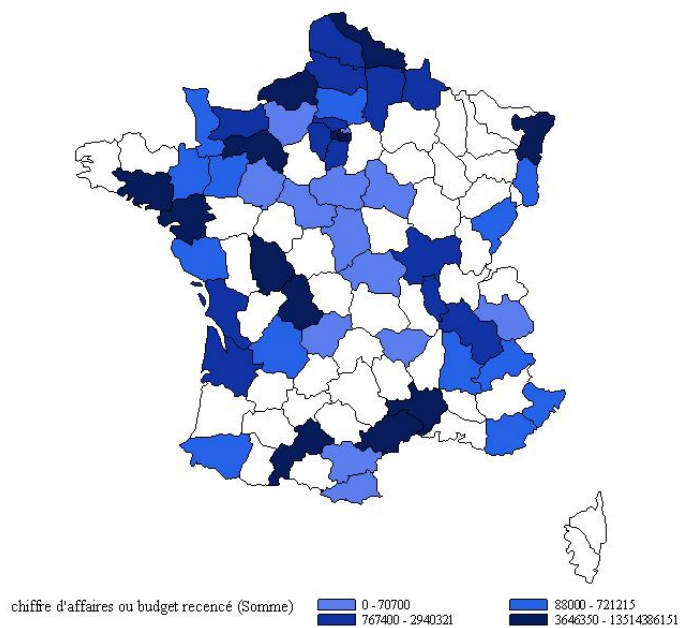 chiffre d'affaires ou budget recencé (Somme)
0 - 70700
88000 - 721215
767400 - 2940321
3646350 - 13514386151